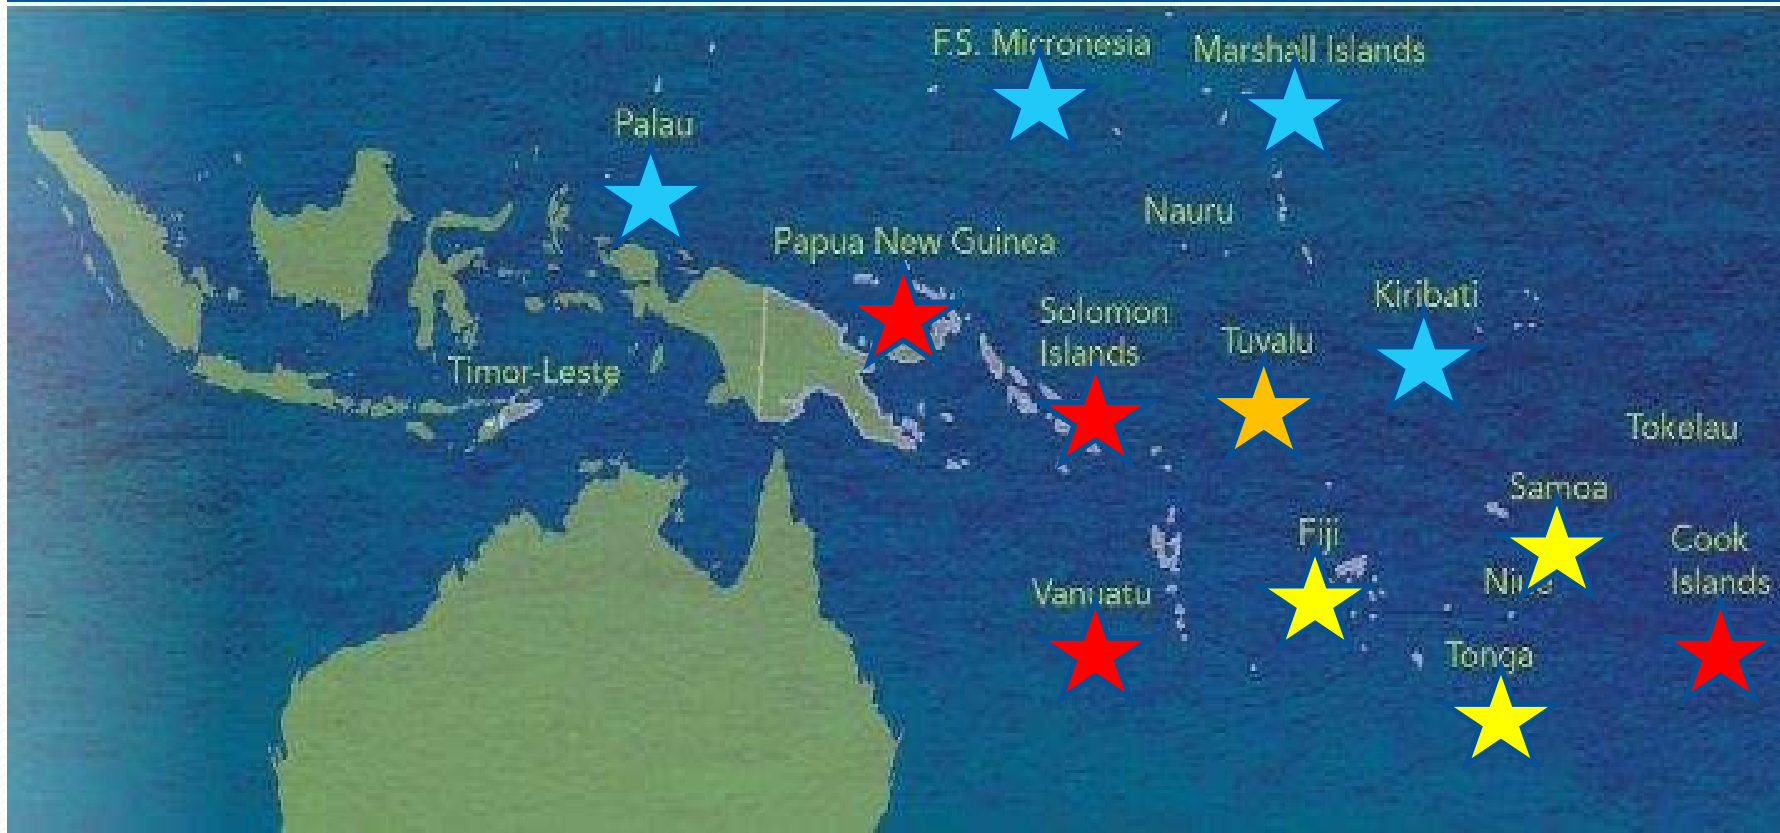 F.S. Micronesia
Marshall Islands
Palau
Nauru
Papua New Guinea
Kiribati
Solomon
Islands
Tuvalu
Timor-Leste
Tokelau
Samoa
Fiji
Cook
Islands
Niue
Vanuatu
Tonga